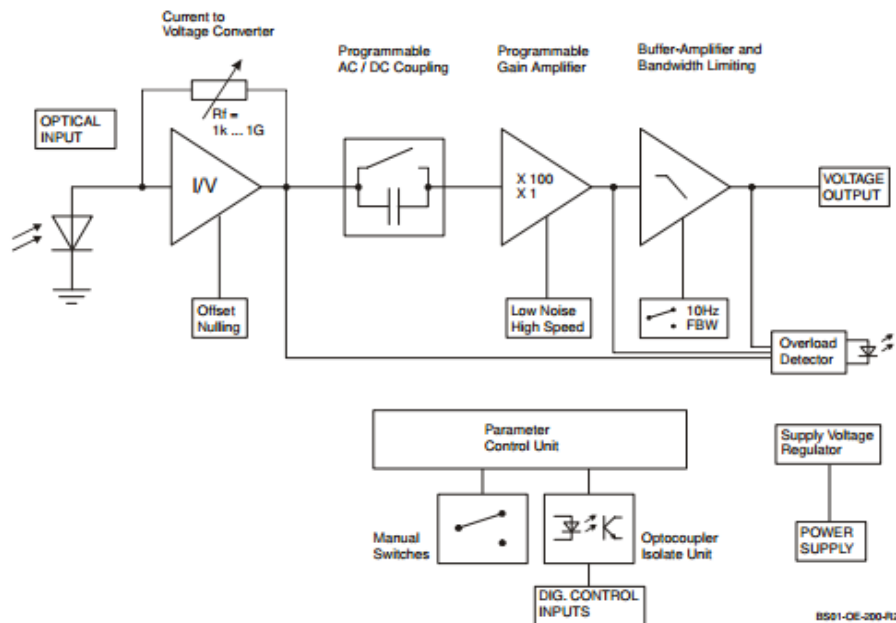 Current to
Voltage Converter
Programmable
AC / DC Coupling
Programmable
Gain Amplifier
Buffer-Amplifier and
Bandwidth Limiting
OPTICAL
INPUT
Rf =
1k ... 1G
I/V
X 100
X 1
VOLTAGE
OUTPUT
Offset
Nulling
Low Noise
High Speed
10Hz
FBW
Overload
Detector
Parameter
Control Unit
Supply Voltage
Regulator
Manual
Switches
Optocoupler
Isolate Unit
POWER
SUPPLY
DIG. CONTROL
INPUTS